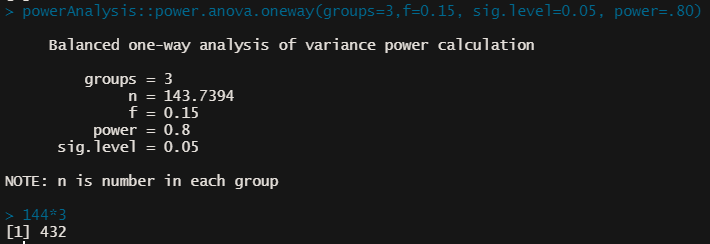 > powerAnalysis::power.anova.oneway(groups=3,f=0.15, sig.level=0.05, power=.80)
Balanced one-way analysis of variance power calculation
groups = 3
n = 143.7394
f = 0.15
power = 0.8
sig.level = 0.05
NOTE: n is number in each group
> 144*3
[1] 432